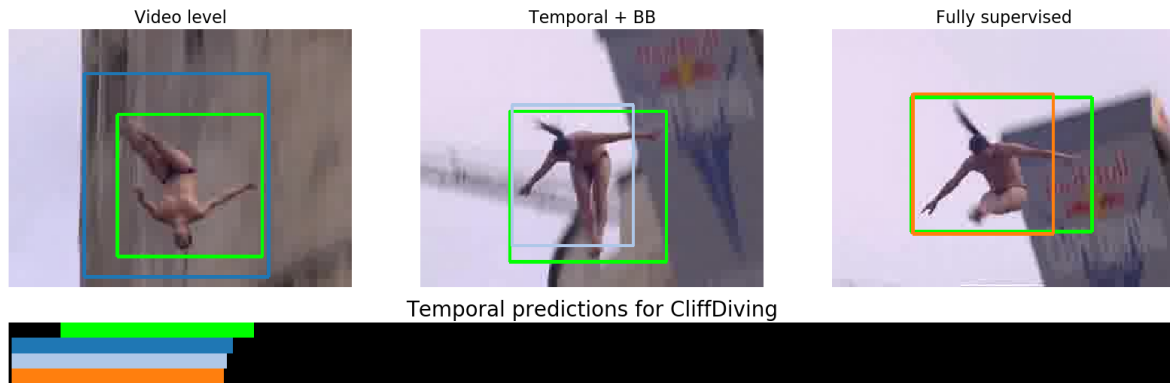 Video level
Temporal + BB
Fully supervised
Temporal predictions for CliffDiving